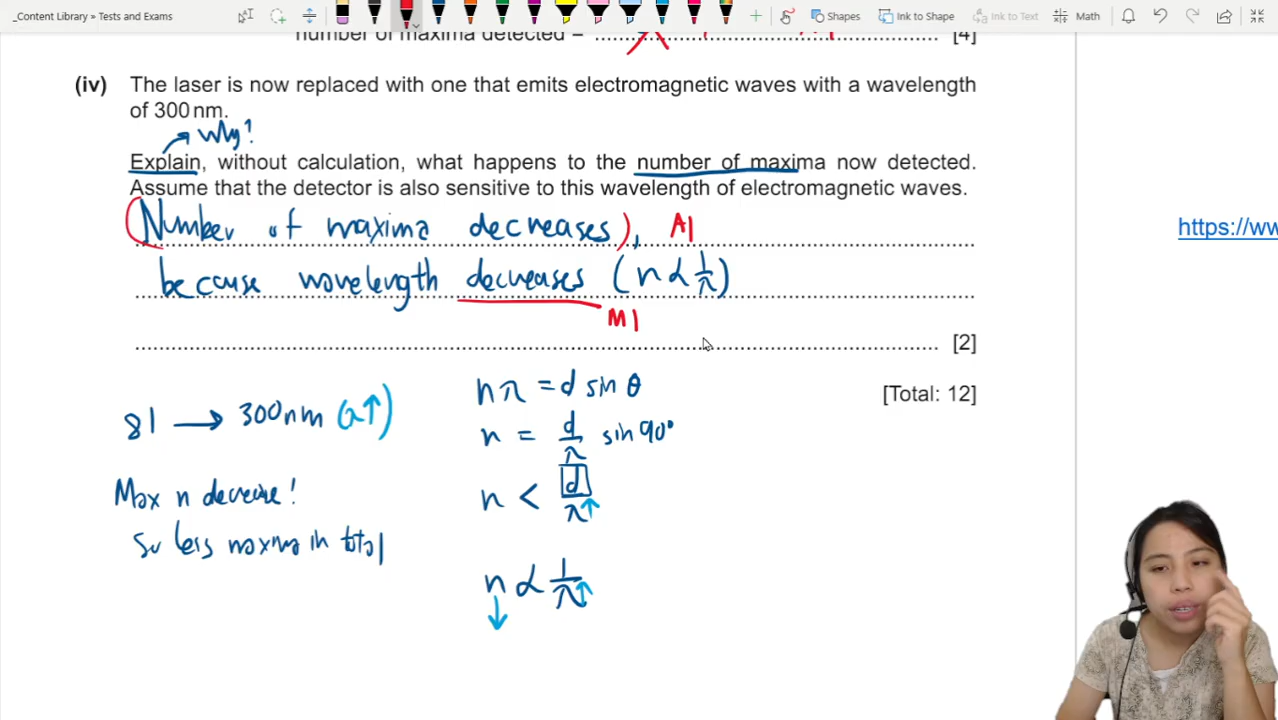 _Content Library » Tests and Exams
Shapes
Ink to Shape
Ink to Text
Math
number of maxima detected = [4]
(iv) The laser is now replaced with one that emits electromagnetic waves with a wavelength
of 300 nm.
why?
Explain, without calculation, what happens to the number of maxima now detected.
Assume that the detector is also sensitive to this wavelength of electromagnetic waves.
(Number of maxima decreases), A1
because wavelength decreases (n ∝ 1/λ)
M1
[2]
https://ww
[Total: 12]
nλ = d sin θ
81 → 300nm (λ↑)
n = d/λ sin 90°
Max n decrease!
n < d/λ↑
So less maxima in total
n ∝ 1/λ↑
↓